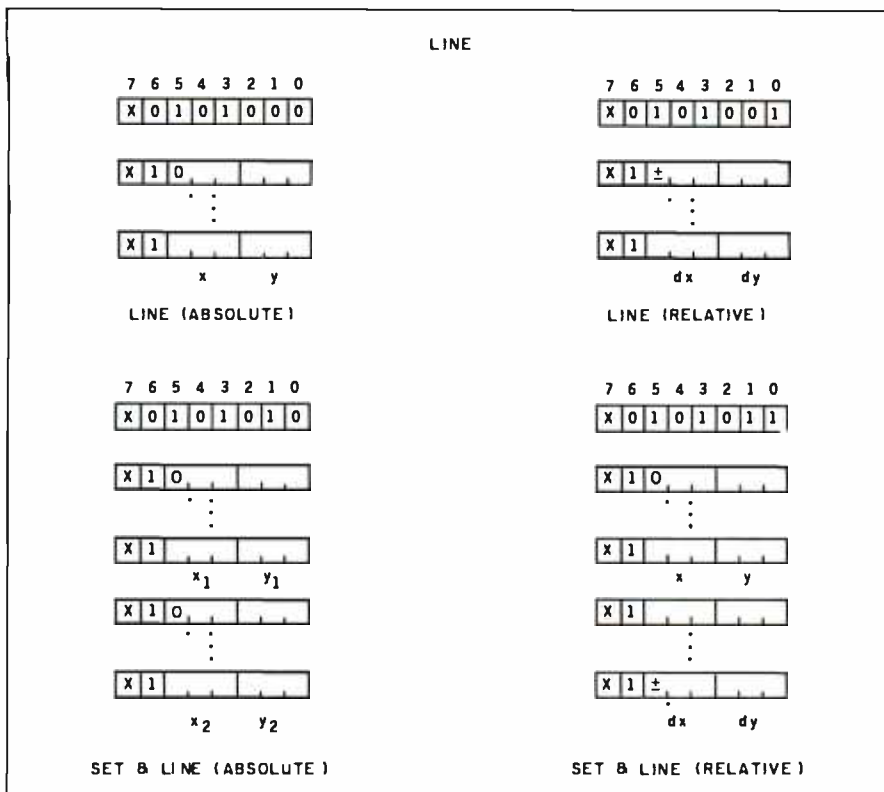 LINE
7 6 5 4 3 2 1 0
X 0 1 0 1 0 0 0
X 1 0
X 1
x y
LINE (ABSOLUTE)
7 6 5 4 3 2 1 0
X 0 1 0 1 0 0 1
X 1 ±
X 1
dx dy
LINE (RELATIVE)
7 6 5 4 3 2 1 0
X 0 1 0 1 0 1 0
X 1 0
X 1
x1 y1
X 1 0
X 1
x2 y2
SET & LINE (ABSOLUTE)
7 6 5 4 3 2 1 0
X 0 1 0 1 0 1 1
X 1 0
X 1
x y
X 1
X 1 ±
dx dy
SET & LINE (RELATIVE)